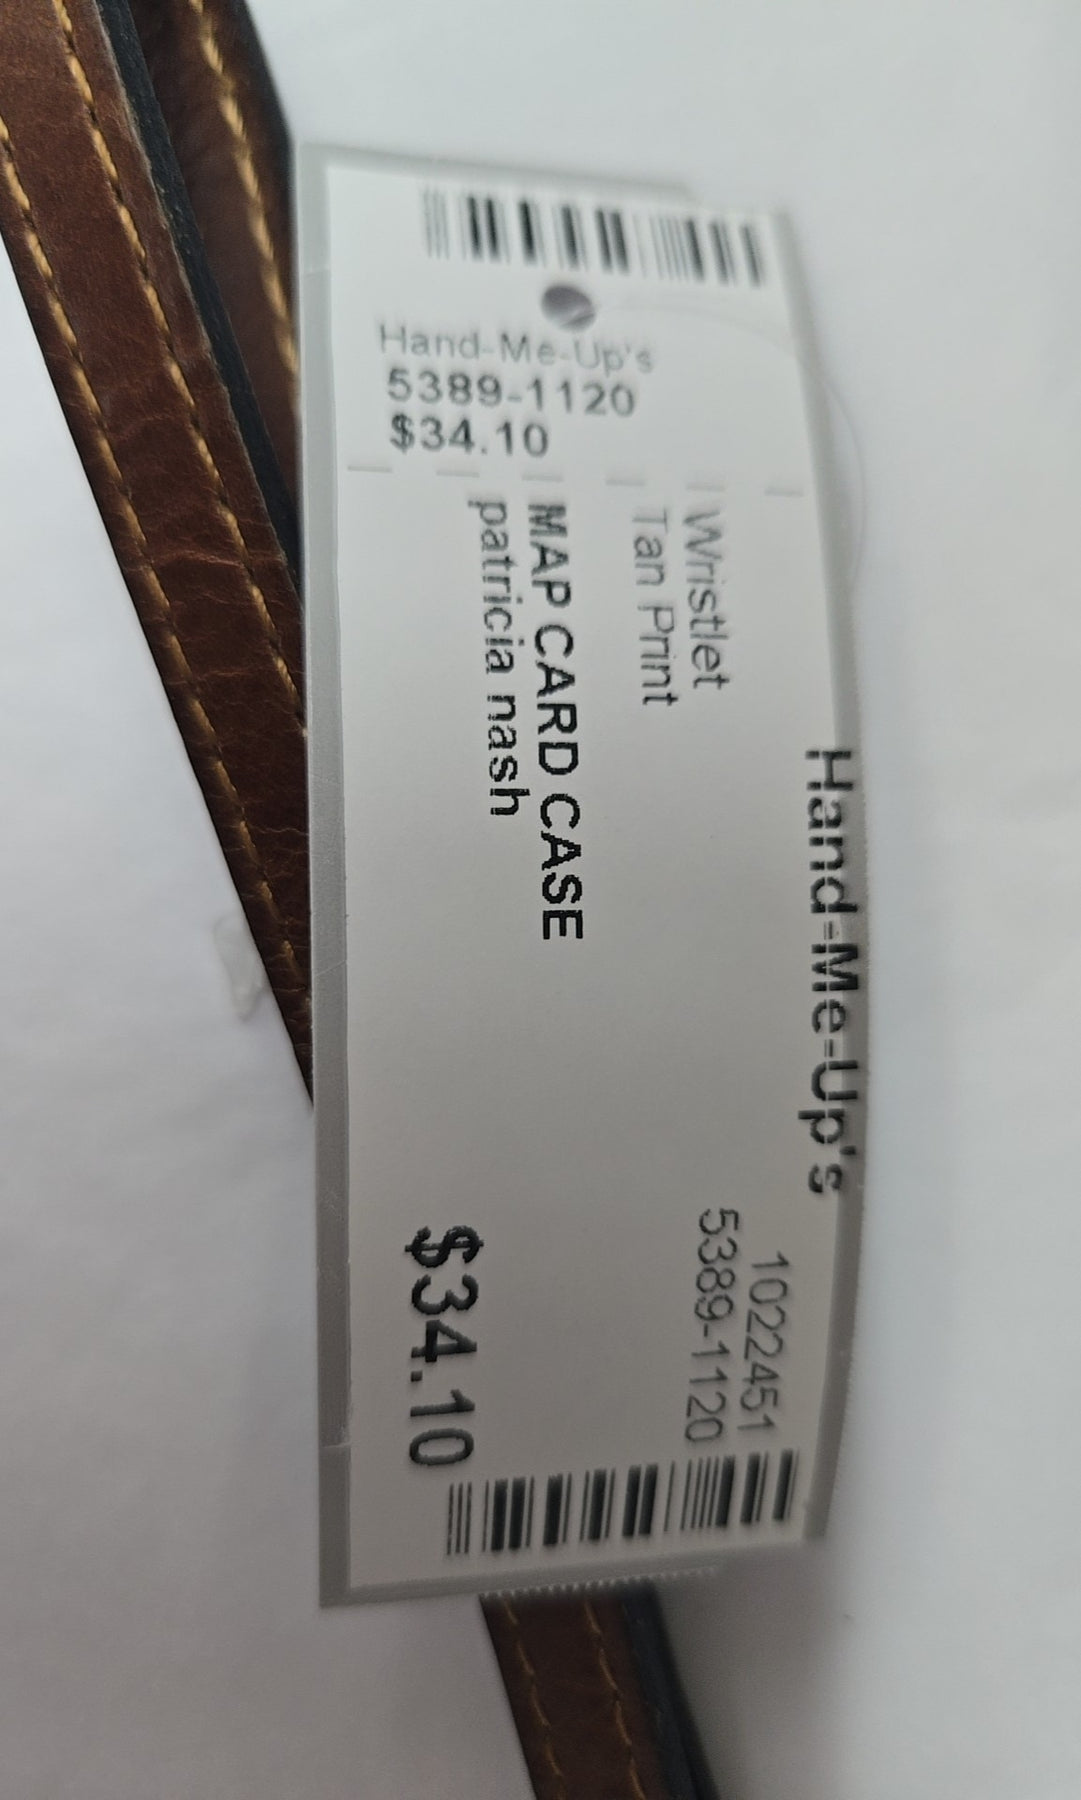 Hand-Me-Up's
5389-1120
$34.10
Hand-Me-Up's
1022451
5389-1120
Wristlet
Tan Print
MAP CARD CASE
patricia nash
$34.10